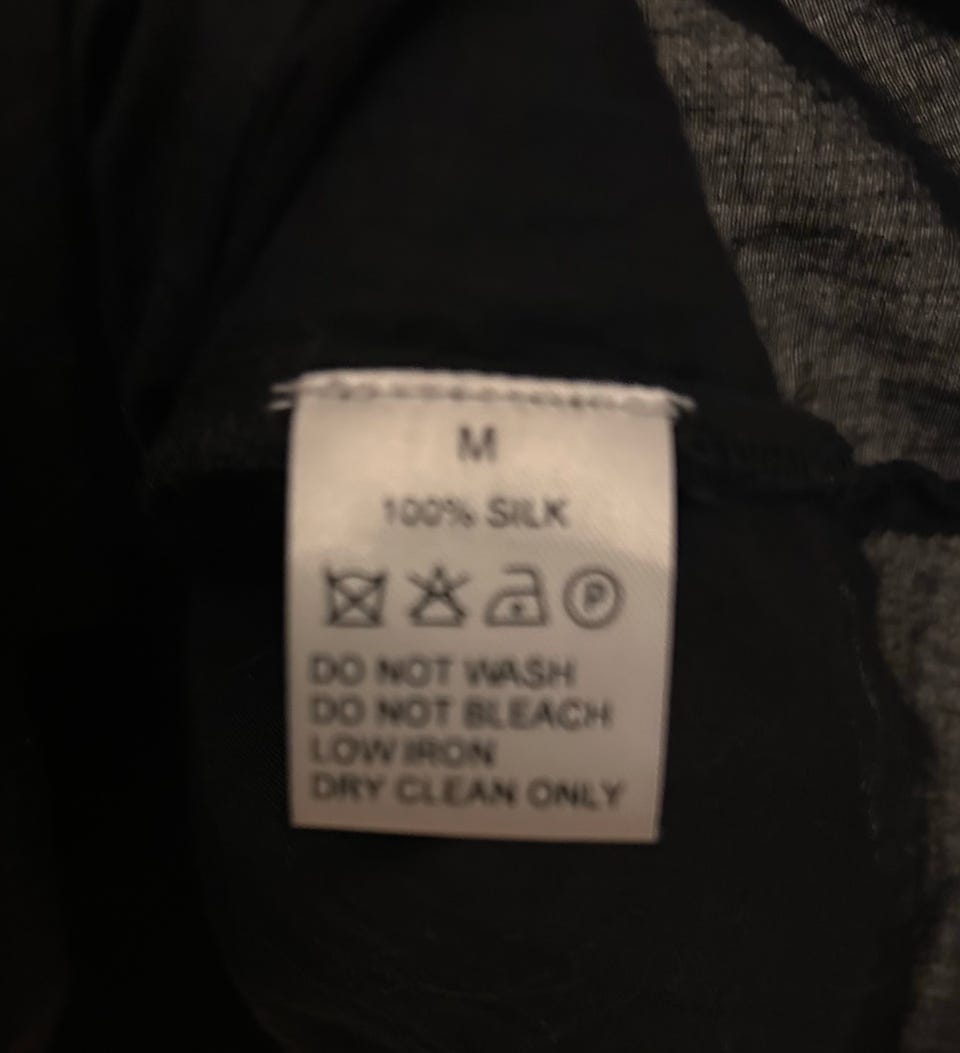 M
100% SILK
P
DO NOT WASH
DO NOT BLEACH
LOW IRON
DRY CLEAN ONLY